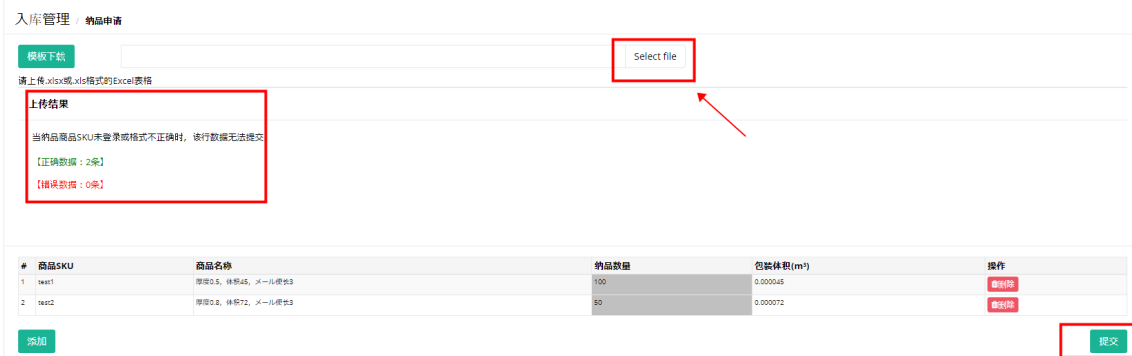 入库管理 / 纳品申请
模板下载 Select file
请上传.xlsx或.xls格式的Excel表格
上传结果
当纳品商品SKU未登录或格式不正确时，该行数据无法提交
【正确数据：2条】
【错误数据：0条】
# 商品SKU 商品名称 纳品数量 包装体积(m³) 操作
1 test1 厚度0.5，体积45，メール便长3 100 0.000045 删除
2 test2 厚度0.8，体积72，メール便长3 50 0.000072 删除
添加 提交